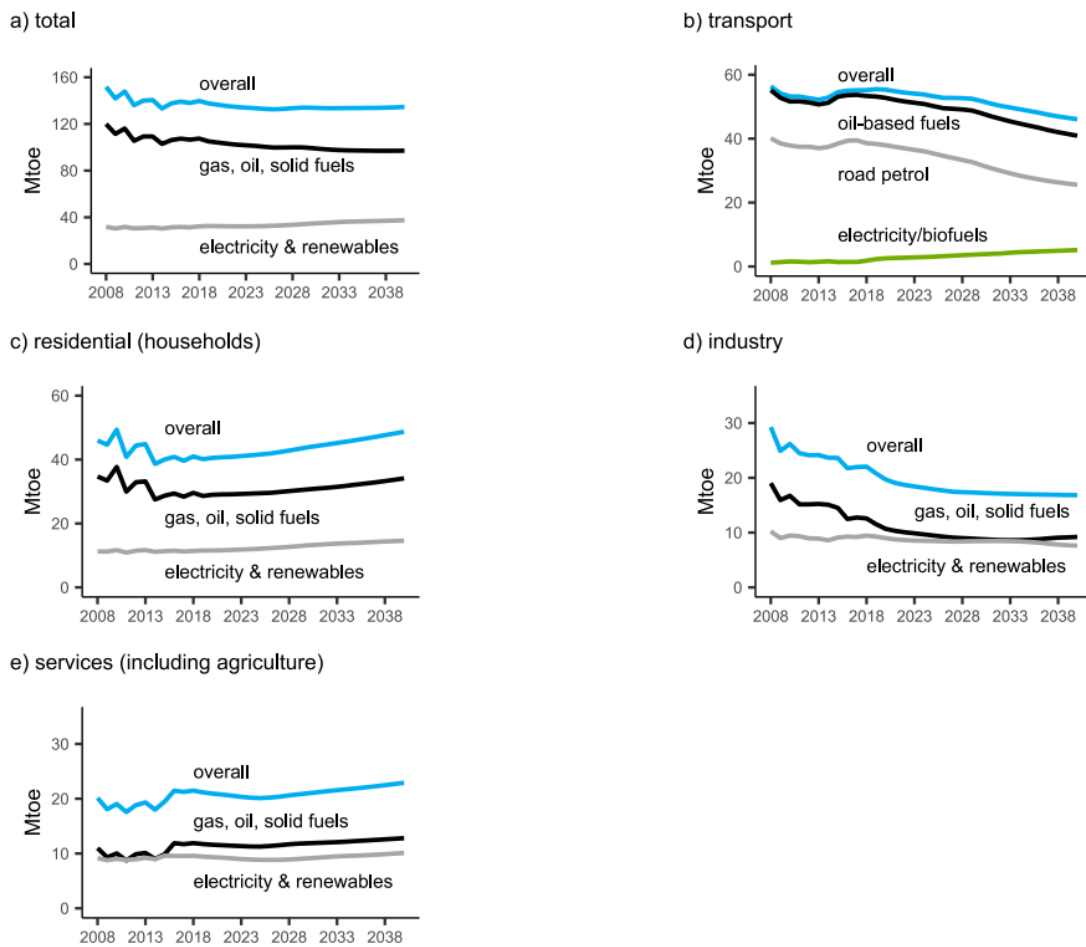 a) total
160
120
80
40
0
Mtoe
overall
gas, oil, solid fuels
electricity & renewables
2008 2013 2018 2023 2028 2033 2038
b) transport
60
40
20
0
Mtoe
overall
oil-based fuels
road petrol
electricity/biofuels
2008 2013 2018 2023 2028 2033 2038
c) residential (households)
60
40
20
0
Mtoe
overall
gas, oil, solid fuels
electricity & renewables
2008 2013 2018 2023 2028 2033 2038
d) industry
30
20
10
0
Mtoe
overall
gas, oil, solid fuels
electricity & renewables
2008 2013 2018 2023 2028 2033 2038
e) services (including agriculture)
30
20
10
0
Mtoe
overall
gas, oil, solid fuels
electricity & renewables
2008 2013 2018 2023 2028 2033 2038